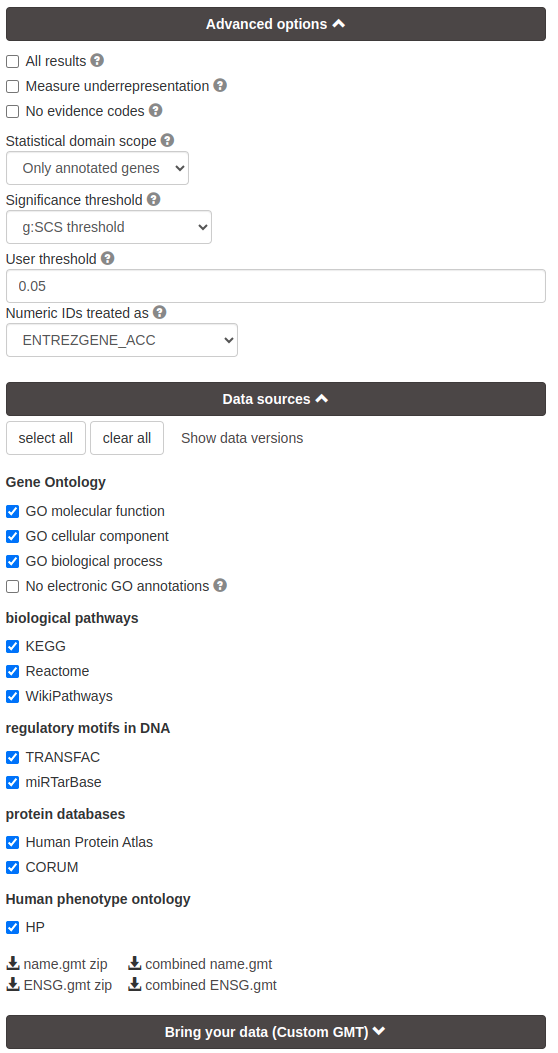 Advanced options
All results
Measure underrepresentation
No evidence codes
Statistical domain scope
Only annotated genes
Significance threshold
g:SCS threshold
User threshold
0.05
Numeric IDs treated as
ENTREZGENE_ACC
Data sources
select all clear all Show data versions
Gene Ontology
GO molecular function
GO cellular component
GO biological process
No electronic GO annotations
biological pathways
KEGG
Reactome
WikiPathways
regulatory motifs in DNA
TRANSFAC
miRTarBase
protein databases
Human Protein Atlas
CORUM
Human phenotype ontology
HP
name.gmt zip combined name.gmt
ENSG.gmt zip combined ENSG.gmt
Bring your data (Custom GMT)